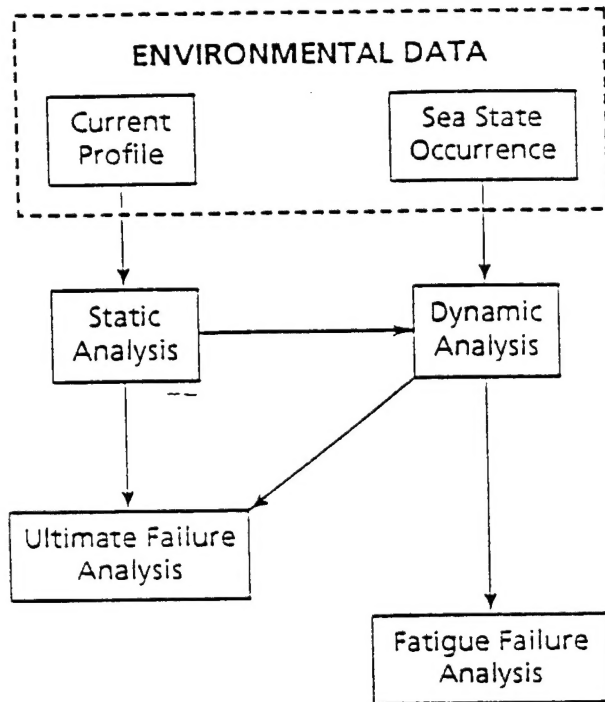 ENVIRONMENTAL DATA
Current
Profile
Sea State
Occurrence
Static
Analysis
Dynamic
Analysis
Ultimate Failure
Analysis
Fatigue Failure
Analysis